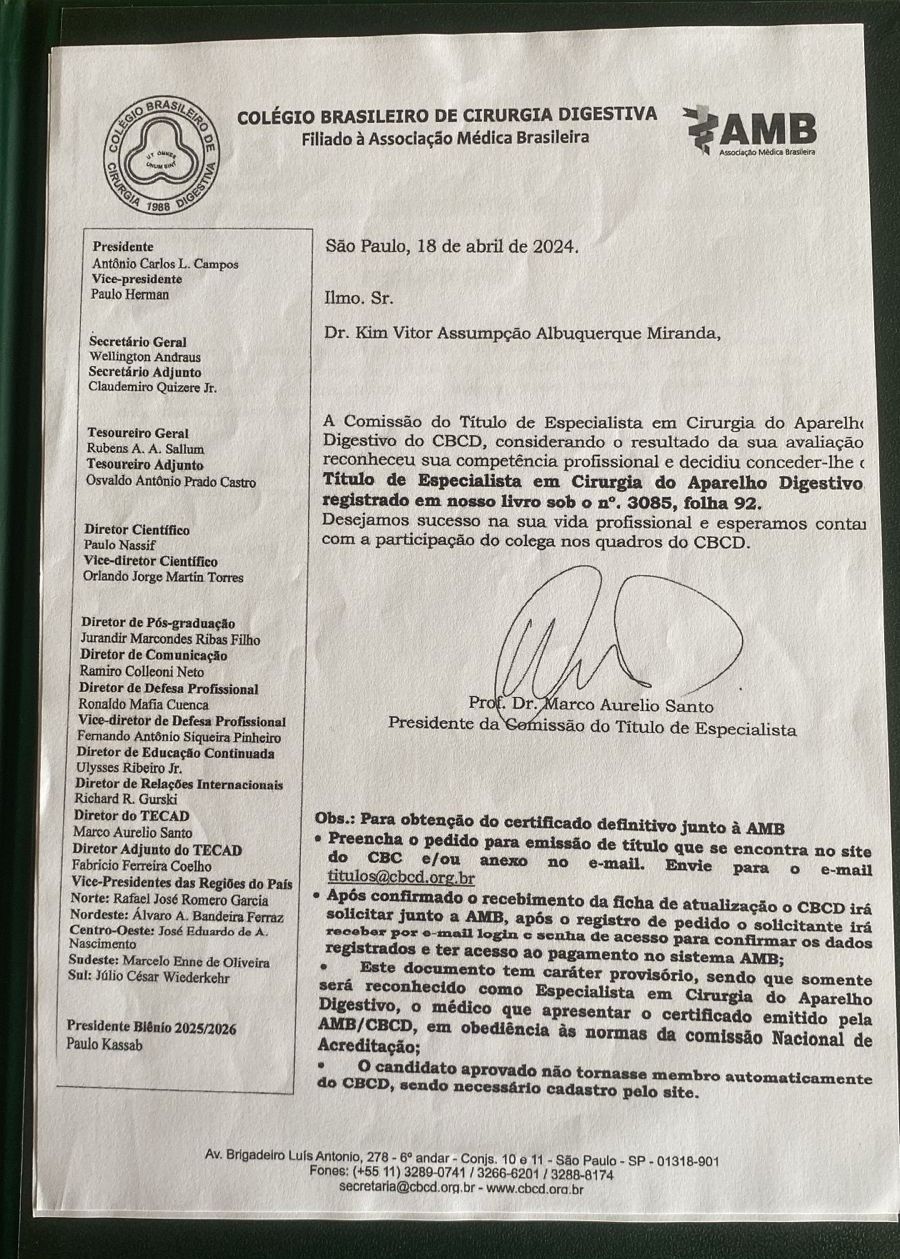 COLÉGIO BRASILEIRO DE CIRURGIA DIGESTIVA
1988
UT OMNES
UNUM SINT
COLÉGIO BRASILEIRO DE CIRURGIA DIGESTIVA
Filiado à Associação Médica Brasileira
AMB
Associação Médica Brasileira
Presidente
Antônio Carlos L. Campos
Vice-presidente
Paulo Herman
Secretário Geral
Wellington Andraus
Secretário Adjunto
Claudemiro Quizere Jr.
Tesoureiro Geral
Rubens A. A. Sallum
Tesoureiro Adjunto
Osvaldo Antônio Prado Castro
Diretor Científico
Paulo Nassif
Vice-diretor Científico
Orlando Jorge Martin Torres
Diretor de Pós-graduação
Jurandir Marcondes Ribas Filho
Diretor de Comunicação
Ramiro Colleoni Neto
Diretor de Defesa Profissional
Ronaldo Mafia Cuenca
Vice-diretor de Defesa Profissional
Fernando Antônio Siqueira Pinheiro
Diretor de Educação Continuada
Ulysses Ribeiro Jr.
Diretor de Relações Internacionais
Richard R. Gurski
Diretor do TECAD
Marco Aurelio Santo
Diretor Adjunto do TECAD
Fabricio Ferreira Coelho
Vice-Presidentes das Regiões do País
Norte: Rafael José Romero Garcia
Nordeste: Álvaro A. Bandeira Ferraz
Centro-Oeste: José Eduardo de A.
Nascimento
Sudeste: Marcelo Enne de Oliveira
Sul: Júlio César Wiederkehr
Presidente Biênio 2025/2026
Paulo Kassab
São Paulo, 18 de abril de 2024.
Ilmo. Sr.
Dr. Kim Vitor Assumpção Albuquerque Miranda,
A Comissão do Título de Especialista em Cirurgia do Aparelho
Digestivo do CBCD, considerando o resultado da sua avaliação
reconheceu sua competência profissional e decidiu conceder-lhe o
Título de Especialista em Cirurgia do Aparelho Digestivo
registrado em nosso livro sob o nº. 3085, folha 92.
Desejamos sucesso na sua vida profissional e esperamos contar
com a participação do colega nos quadros do CBCD.
Prof. Dr. Marco Aurelio Santo
Presidente da Comissão do Título de Especialista
Obs.: Para obtenção do certificado definitivo junto à AMB
• Preencha o pedido para emissão de título que se encontra no site
do CBC e/ou anexo no e-mail. Envie para o e-mail
titulos@cbcd.org.br
• Após confirmado o recebimento da ficha de atualização o CBCD irá
solicitar junto a AMB, após o registro de pedido o solicitante irá
receber por e-mail login e senha de acesso para confirmar os dados
registrados e ter acesso ao pagamento no sistema AMB;
• Este documento tem caráter provisório, sendo que somente
será reconhecido como Especialista em Cirurgia do Aparelho
Digestivo, o médico que apresentar o certificado emitido pela
AMB/CBCD, em obediência às normas da comissão Nacional de
Acreditação;
• O candidato aprovado não tornasse membro automaticamente
do CBCD, sendo necessário cadastro pelo site.
Av. Brigadeiro Luís Antonio, 278 - 6º andar - Conjs. 10 e 11 - São Paulo - SP - 01318-901
Fones: (+55 11) 3289-0741 / 3266-6201 / 3288-8174
secretaria@cbcd.org.br - www.cbcd.org.br